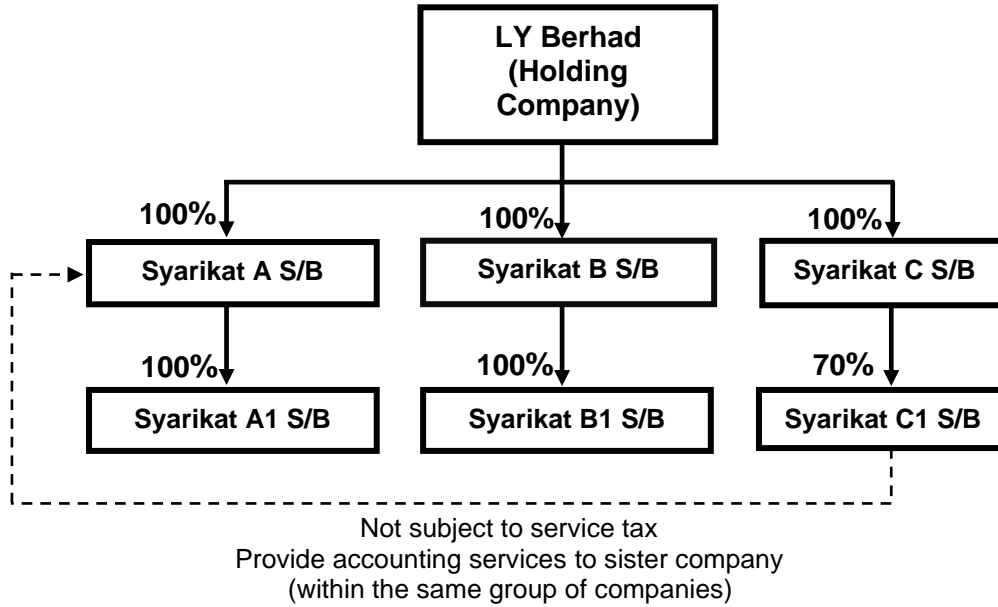 LY Berhad
(Holding
Company)
100%
100%
100%
Syarikat A S/B
Syarikat B S/B
Syarikat C S/B
100%
100%
70%
Syarikat A1 S/B
Syarikat B1 S/B
Syarikat C1 S/B
Not subject to service tax
Provide accounting services to sister company
(within the same group of companies)